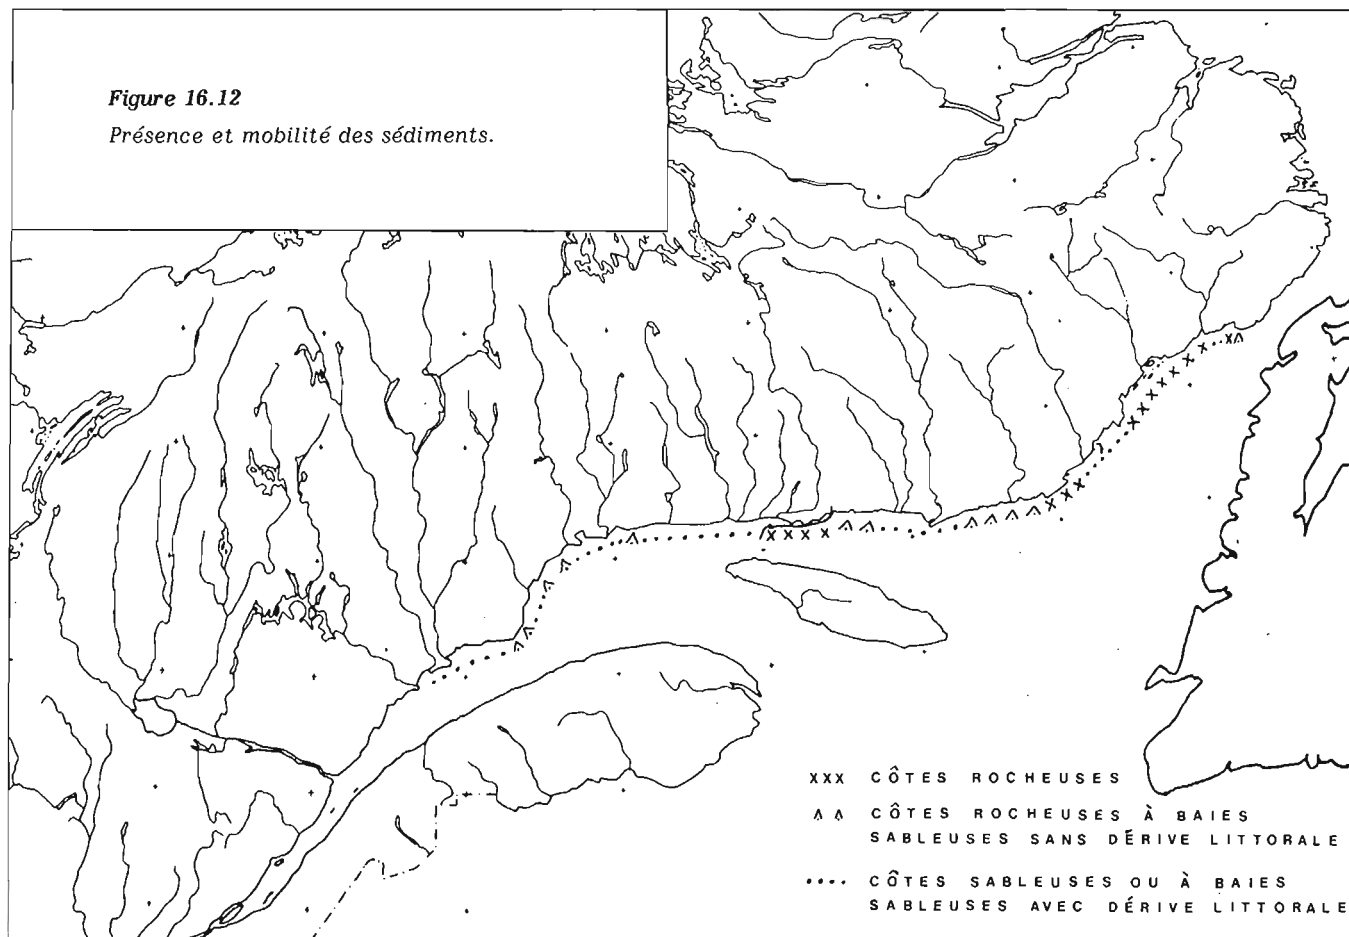 Figure 16.12
Présence et mobilité des sédiments.
XXX CÔTES ROCHEUSES
^ ^ CÔTES ROCHEUSES À BAIES
SABLEUSES SANS DÉRIVE LITTORALE
•••• CÔTES SABLEUSES OU À BAIES
SABLEUSES AVEC DÉRIVE LITTORALE